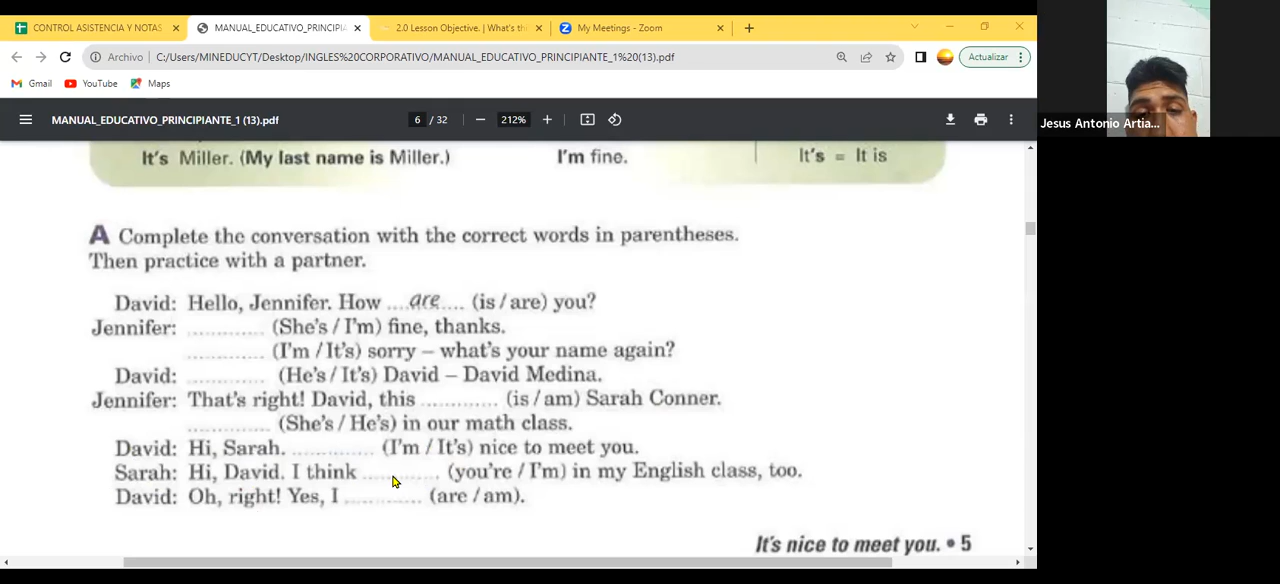 CONTROL ASISTENCIA Y NOTAS
MANUAL_EDUCATIVO_PRINCIPIA
2.0 Lesson Objective. | What's th
My Meetings - Zoom
Archivo
C:/Users/MINEDUCYT/Desktop/INGLES%20CORPORATIVO/MANUAL_EDUCATIVO_PRINCIPIANTE_1%20(13).pdf
Actualizar
Gmail
YouTube
Maps
MANUAL_EDUCATIVO_PRINCIPIANTE_1 (13).pdf
6 / 32
212%
Jesus Antonio Artia...
It's Miller. (My last name is Miller.)
I'm fine.
It's = It is
A Complete the conversation with the correct words in parentheses.
Then practice with a partner.
David: Hello, Jennifer. How ....are.... (is / are) you?
Jennifer: ............. (She's / I'm) fine, thanks.
............. (I'm / It's) sorry – what's your name again?
David: ............. (He's / It's) David – David Medina.
Jennifer: That's right! David, this ............. (is / am) Sarah Conner.
............. (She's / He's) in our math class.
David: Hi, Sarah. ............. (I'm / It's) nice to meet you.
Sarah: Hi, David. I think ............. (you're / I'm) in my English class, too.
David: Oh, right! Yes, I ............. (are / am).
It's nice to meet you. • 5